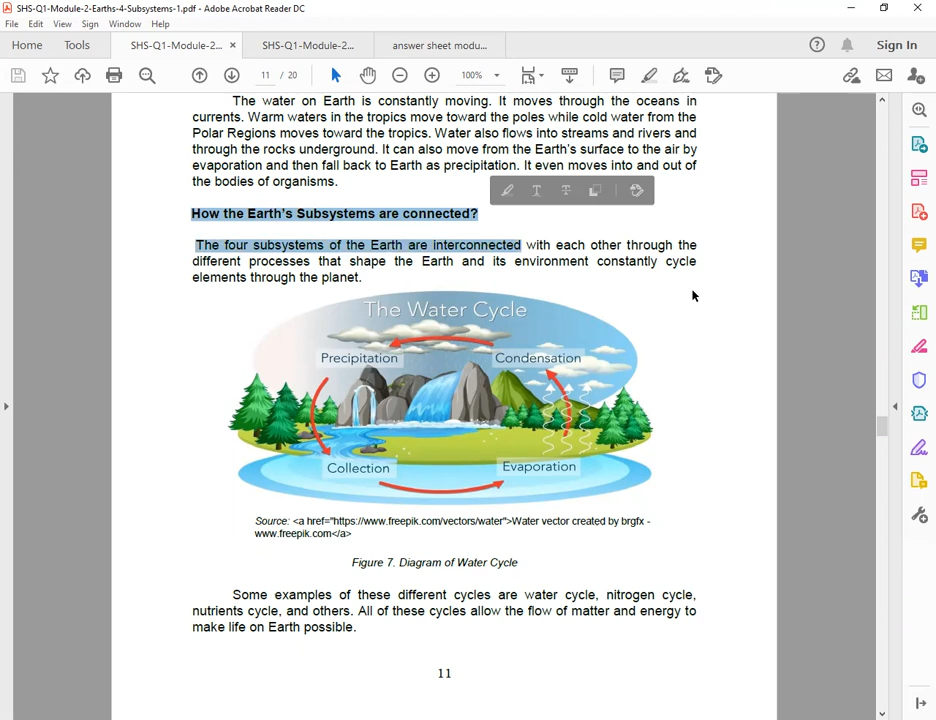 SHS-Q1-Module-2-Earths-4-Subsystems-1.pdf - Adobe Acrobat Reader DC
File Edit View Sign Window Help
Home Tools SHS-Q1-Module-2... × SHS-Q1-Module-2... answer sheet modu... Sign In
11 / 20 100%
The water on Earth is constantly moving. It moves through the oceans in
currents. Warm waters in the tropics move toward the poles while cold water from the
Polar Regions moves toward the tropics. Water also flows into streams and rivers and
through the rocks underground. It can also move from the Earth's surface to the air by
evaporation and then fall back to Earth as precipitation. It even moves into and out of
the bodies of organisms.
How the Earth's Subsystems are connected?
The four subsystems of the Earth are interconnected with each other through the
different processes that shape the Earth and its environment constantly cycle
elements through the planet.
The Water Cycle
Precipitation Condensation
Collection Evaporation
Source: <a href="https://www.freepik.com/vectors/water">Water vector created by brgfx -
www.freepik.com</a>
Figure 7. Diagram of Water Cycle
Some examples of these different cycles are water cycle, nitrogen cycle,
nutrients cycle, and others. All of these cycles allow the flow of matter and energy to
make life on Earth possible.
11